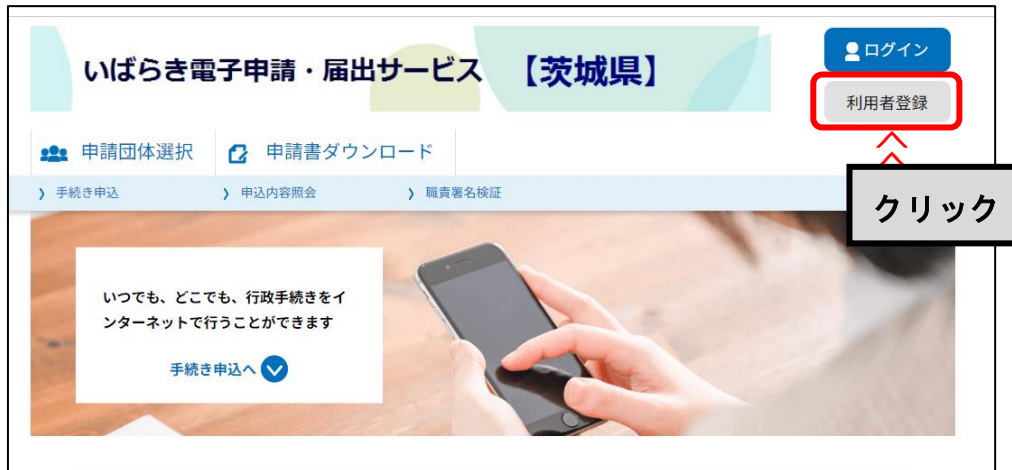 いばらき電子申請・届出サービス 【茨城県】
ログイン
利用者登録
申請団体選択
申請書ダウンロード
手続き申込
申込内容照会
職責署名検証
クリック
いつでも、どこでも、行政手続きをイ
ンターネットで行うことができます
手続き申込へ